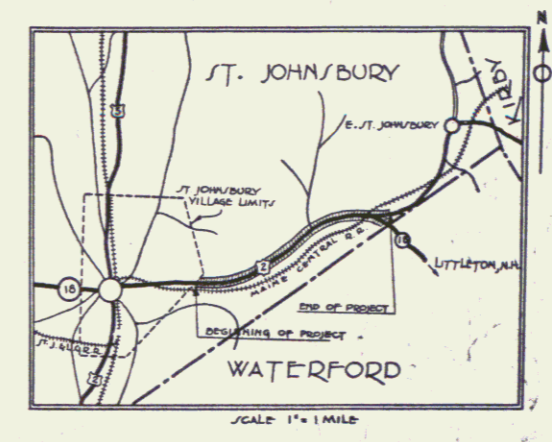 N
ST. JOHNSBURY
KIRBY
5
E. ST. JOHNSBURY
ST JOHNSBURY
VILLAGE LIMITS
2
MAINE CENTRAL R.R.
18
LITTLETON, N.H.
18
END OF PROJECT
BEGINNING OF PROJECT
2
WATERFORD
SCALE 1" = 1 MILE